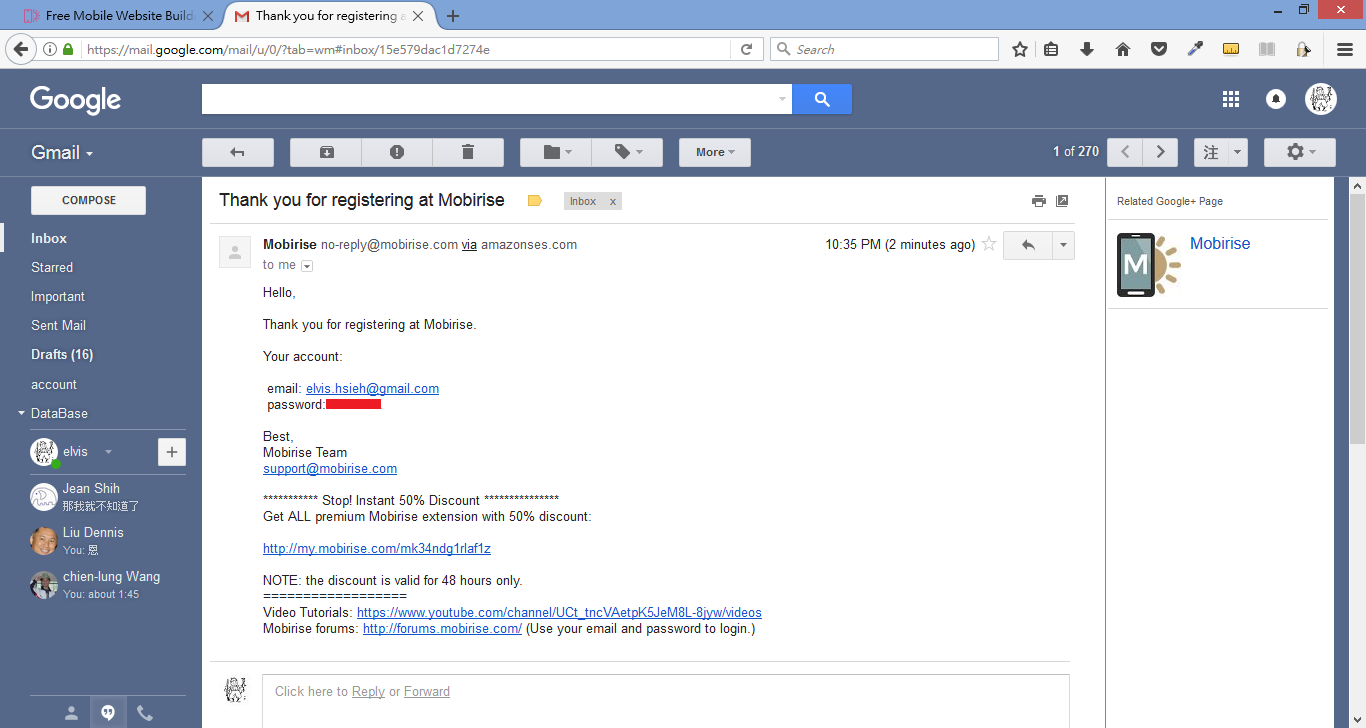 Free Mobile Website Build
Thank you for registering a
https://mail.google.com/mail/u/0/?tab=wm#inbox/15e579dac1d7274e
Search
Google
Gmail
More
1 of 270
注
COMPOSE
Inbox
Starred
Important
Sent Mail
Drafts (16)
account
DataBase
elvis
Jean Shih
那我就不知道了
Liu Dennis
You: 恩
chien-lung Wang
You: about 1:45
Thank you for registering at Mobirise
Inbox x
Mobirise no-reply@mobirise.com via amazonses.com
10:35 PM (2 minutes ago)
to me
Hello,
Thank you for registering at Mobirise.
Your account:
email: elvis.hsieh@gmail.com
password:
Best,
Mobirise Team
support@mobirise.com
*********** Stop! Instant 50% Discount ***************
Get ALL premium Mobirise extension with 50% discount:
http://my.mobirise.com/mk34ndg1rlaf1z
NOTE: the discount is valid for 48 hours only.
==================
Video Tutorials: https://www.youtube.com/channel/UCt_tncVAetpK5JeM8L-8jyw/videos
Mobirise forums: http://forums.mobirise.com/ (Use your email and password to login.)
Click here to Reply or Forward
Related Google+ Page
M
Mobirise